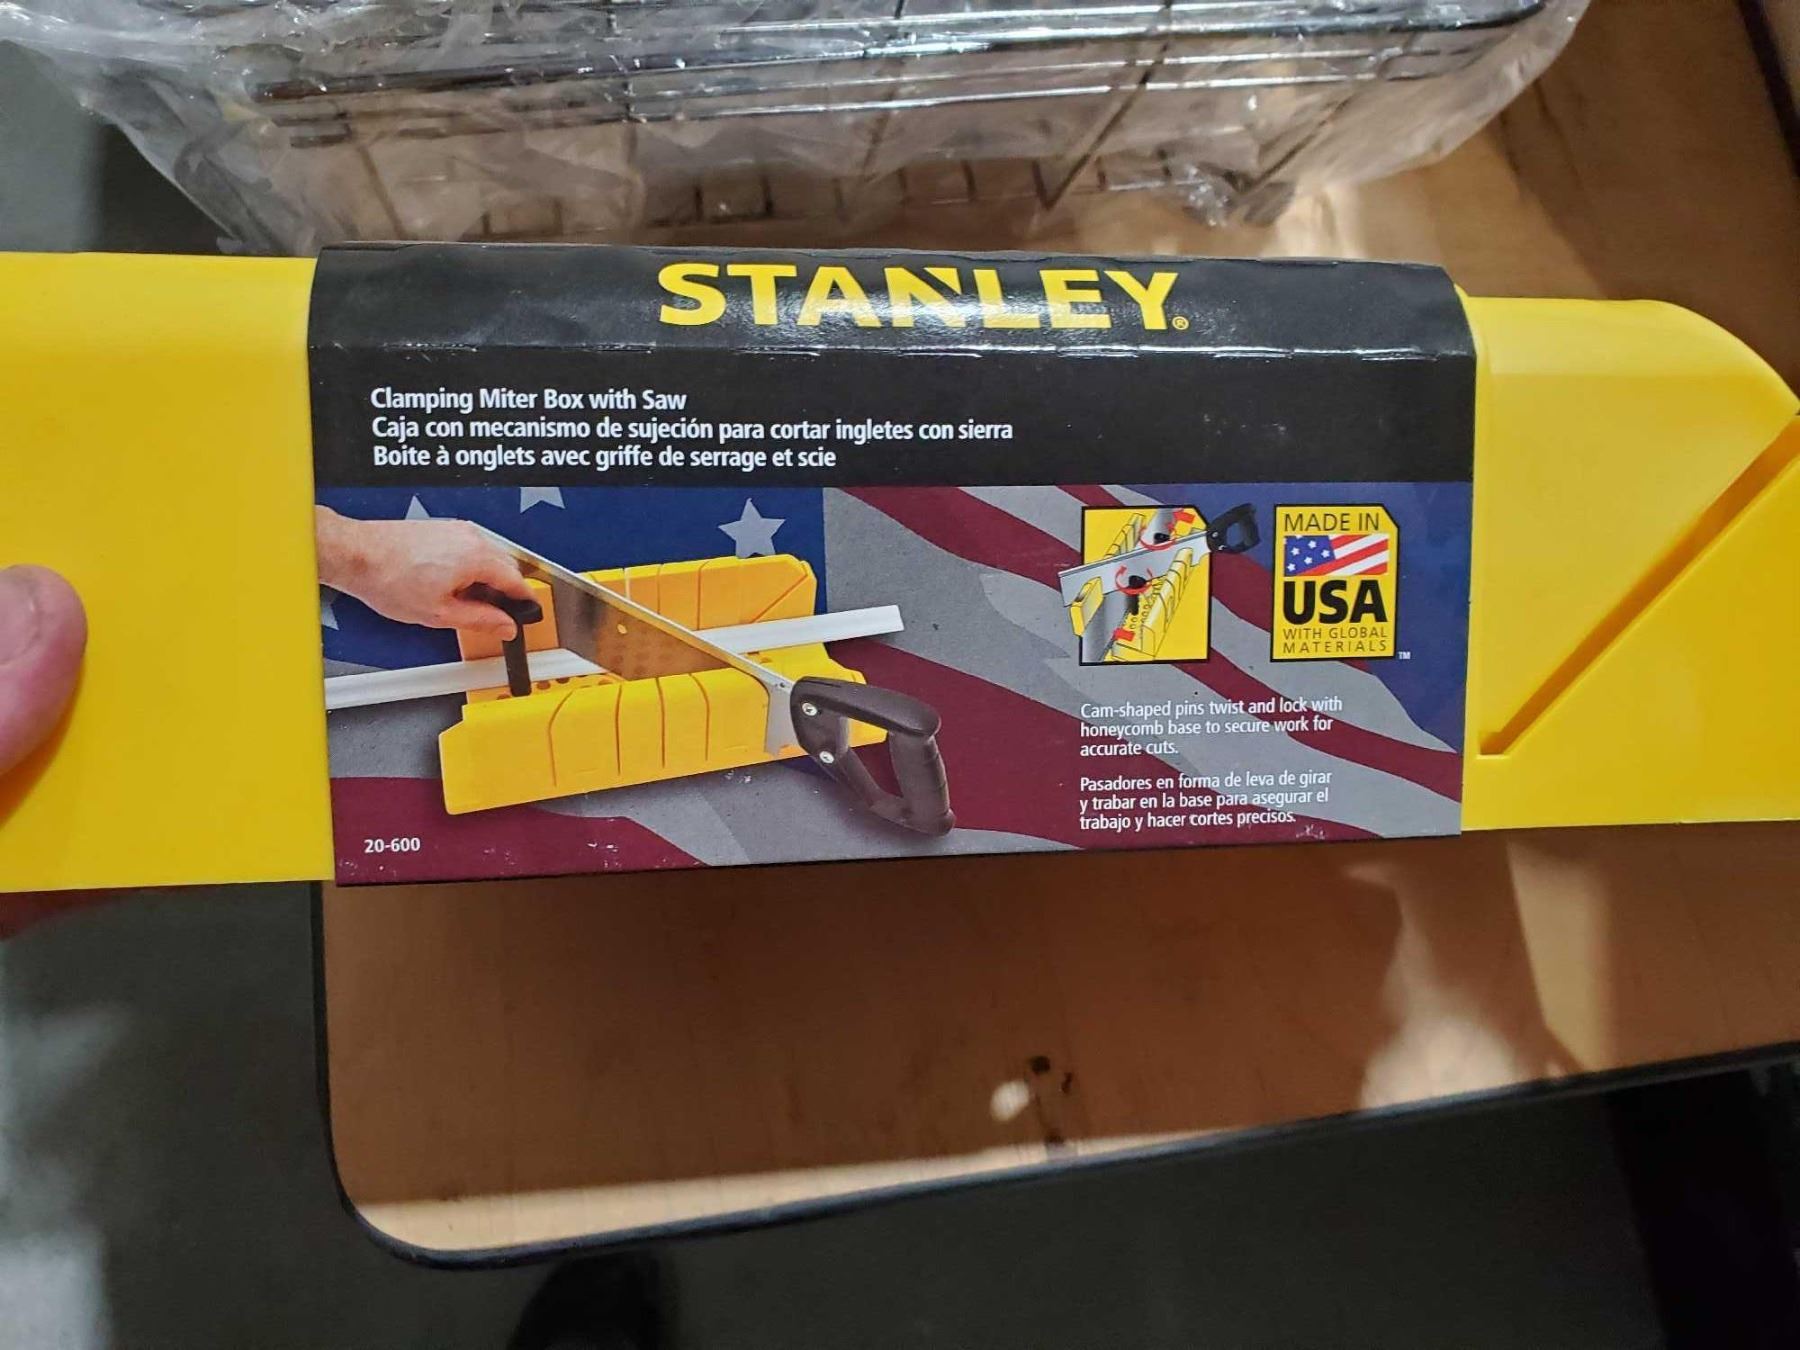 STANLEY®
Clamping Miter Box with Saw
Caja con mecanismo de sujeción para cortar ingletes con sierra
Boite à onglets avec griffe de serrage et scie
MADE IN
USA
WITH GLOBAL
MATERIALS
TM
Cam-shaped pins twist and lock with
honeycomb base to secure work for
accurate cuts.
Pasadores en forma de leva de girar
y trabar en la base para asegurar el
trabajo y hacer cortes precisos.
20-600